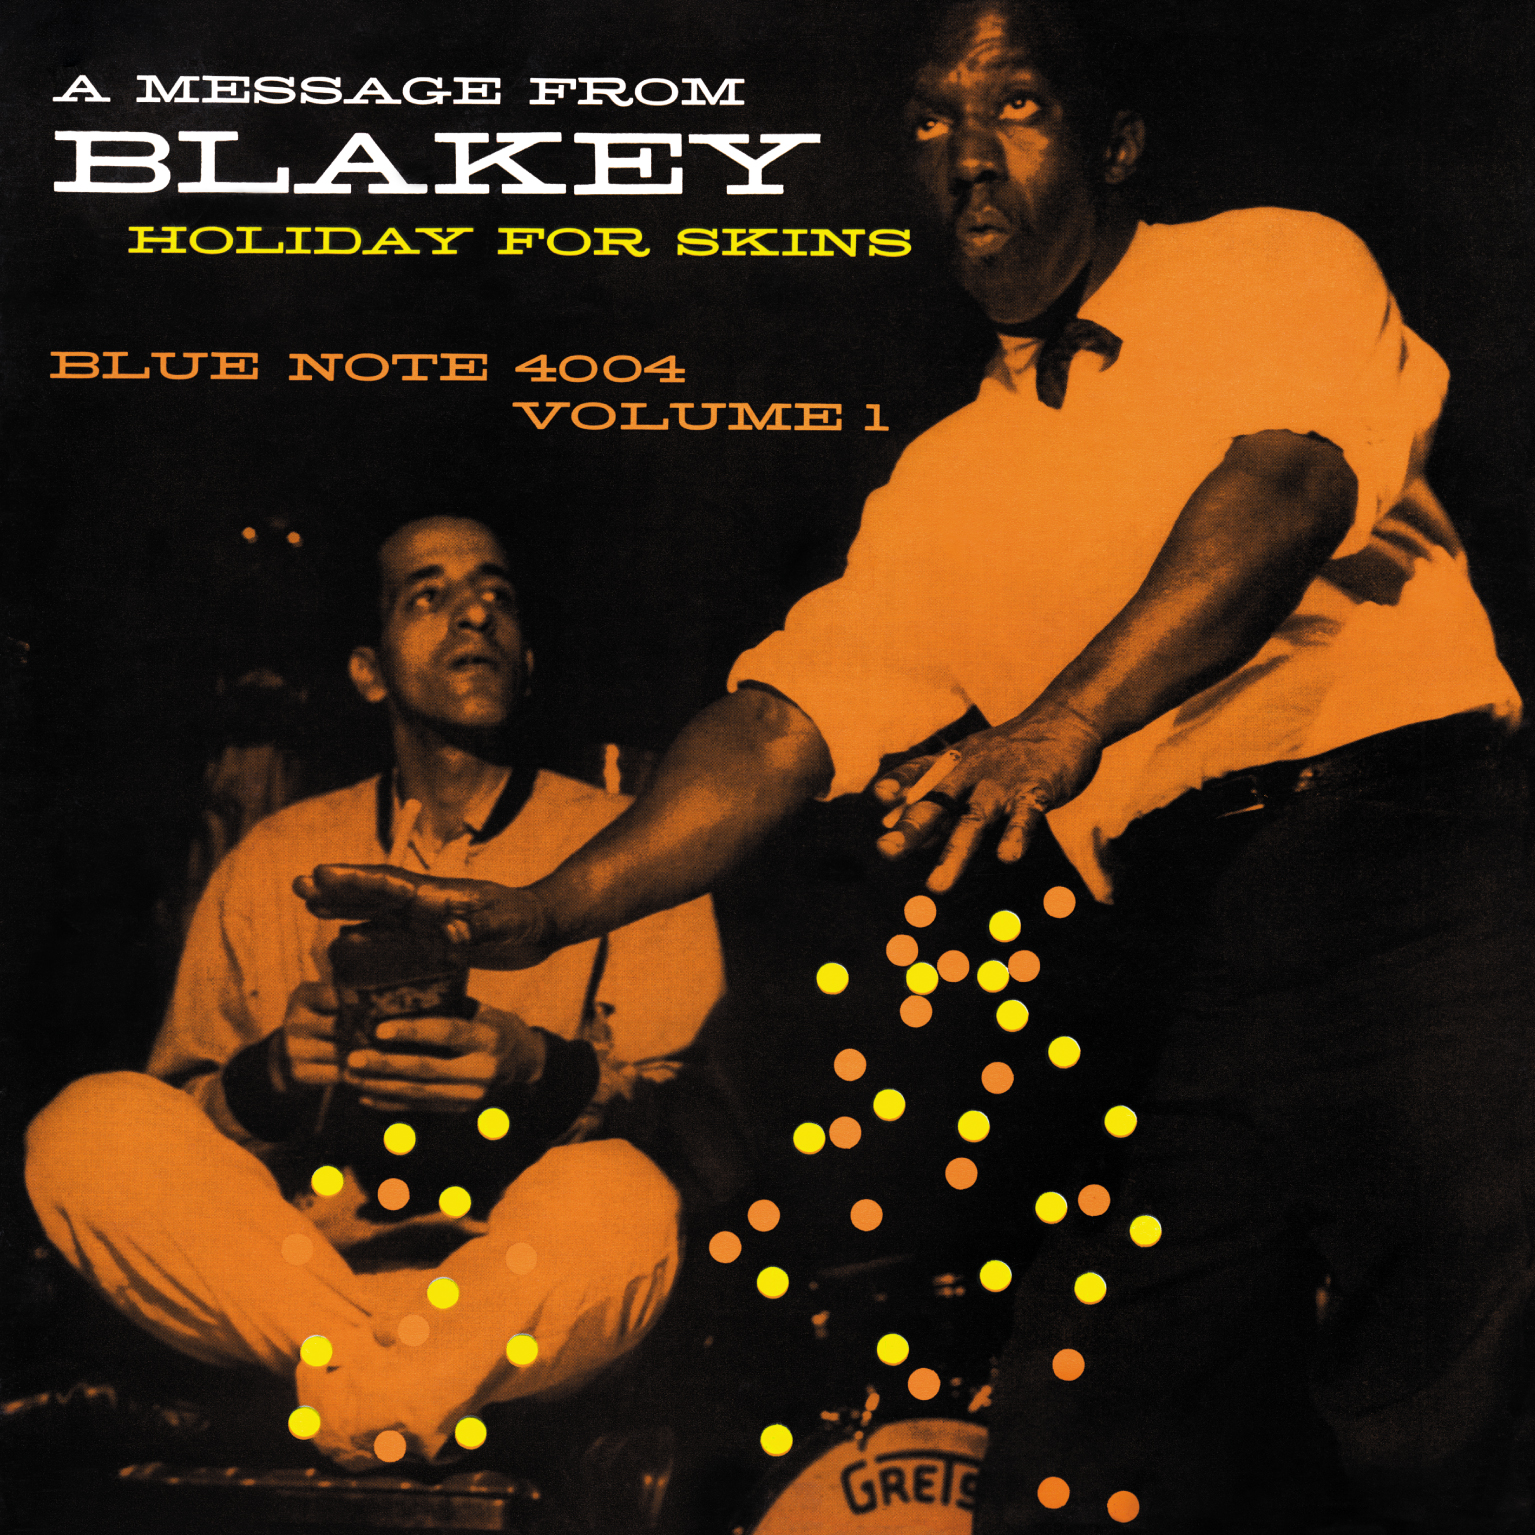 A MESSAGE FROM
BLAKEY
HOLIDAY FOR SKINS
BLUE NOTE 4004
VOLUME 1
GRETS